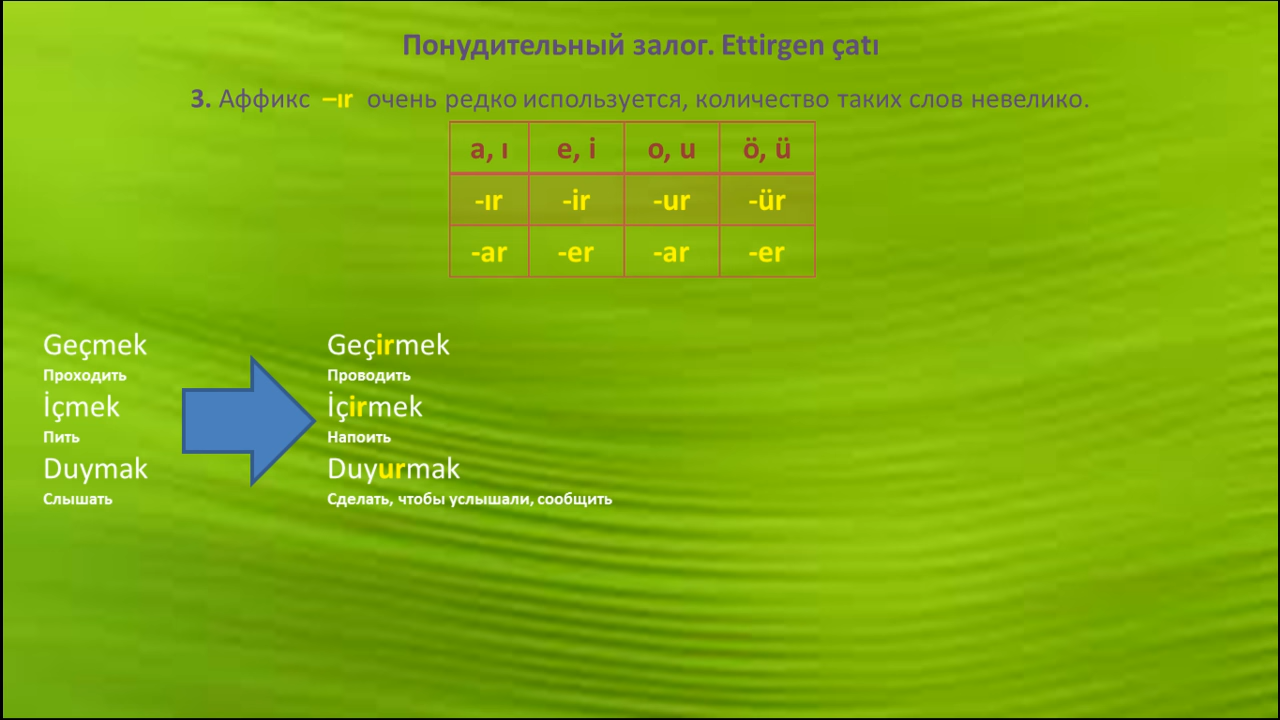 Понудительный залог. Ettirgen çatı
3. Аффикс –ır очень редко используется, количество таких слов невелико.
a, ı e, i o, u ö, ü
-ır -ir -ur -ür
-ar -er -ar -er
Geçmek Geçirmek
Проходить Проводить
İçmek İçirmek
Пить Напоить
Duymak Duyurmak
Слышать Сделать, чтобы услышали, сообщить